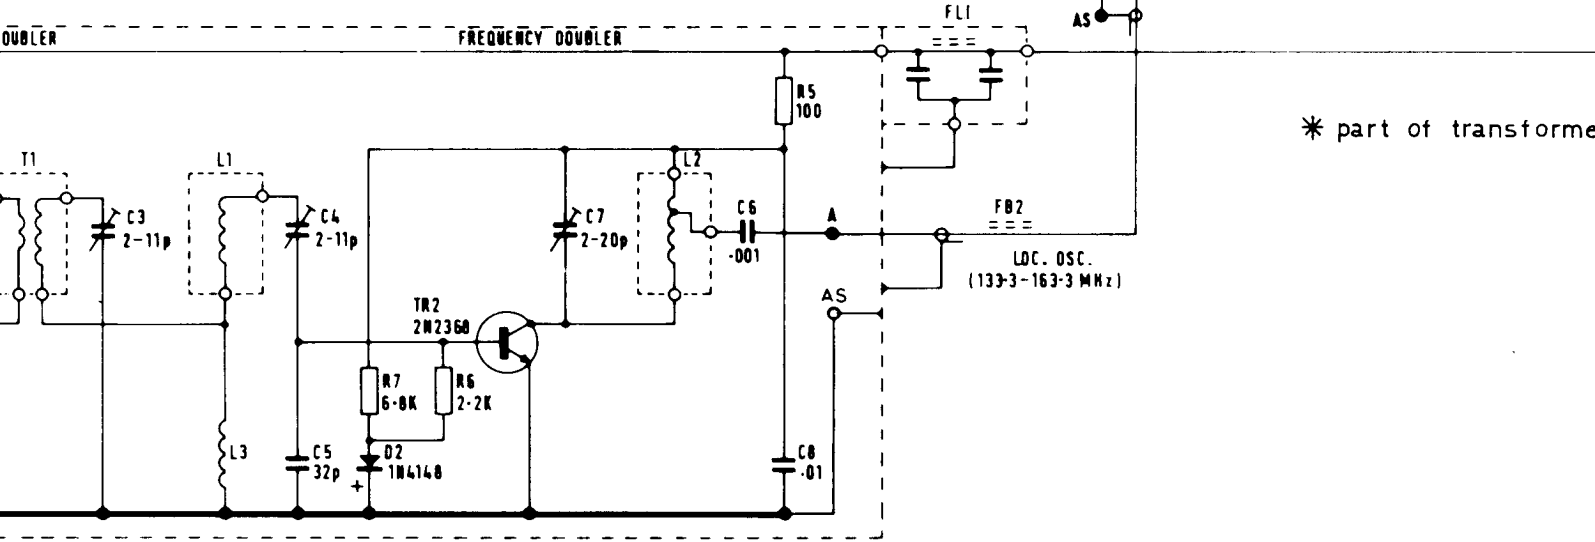 FL1
AS
OUBLER
FREQUENCY DOUBLER
R5
100
* part of transforme
T1
L1
L2
C3
2-11p
C4
2-11p
C7
2-20p
C6
·001
A
FB2
LOC. OSC.
(133·3-163·3 MHz)
AS
TR2
2N2368
R7
6·8K
R6
2·2K
L3
C5
32p
D2
1N4148
+
C8
·01